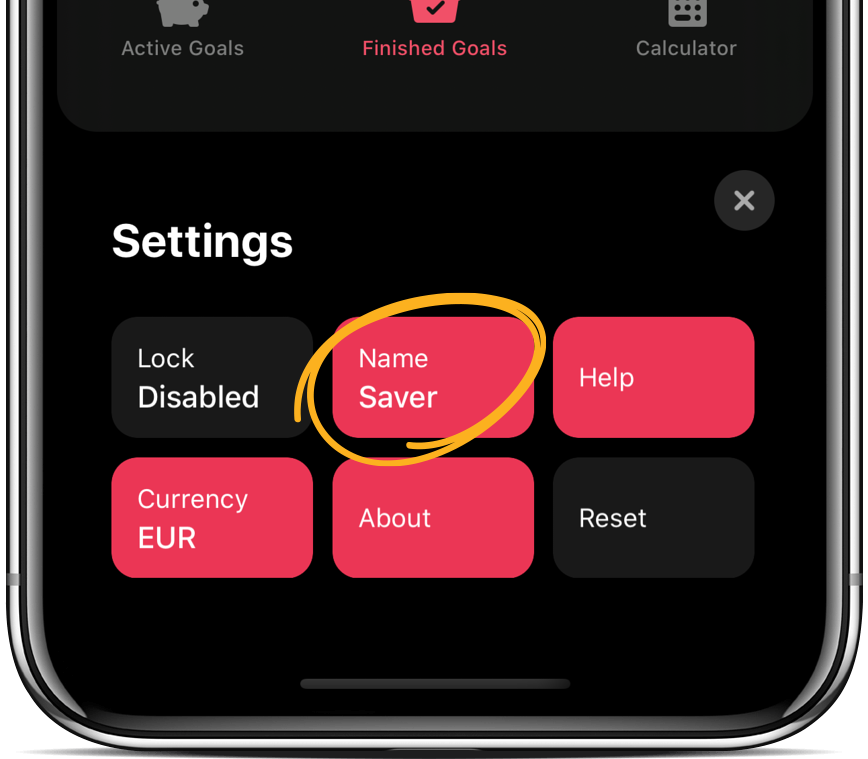 Active Goals
Finished Goals
Calculator
Settings
Lock
Disabled
Name
Saver
Help
Currency
EUR
About
Reset